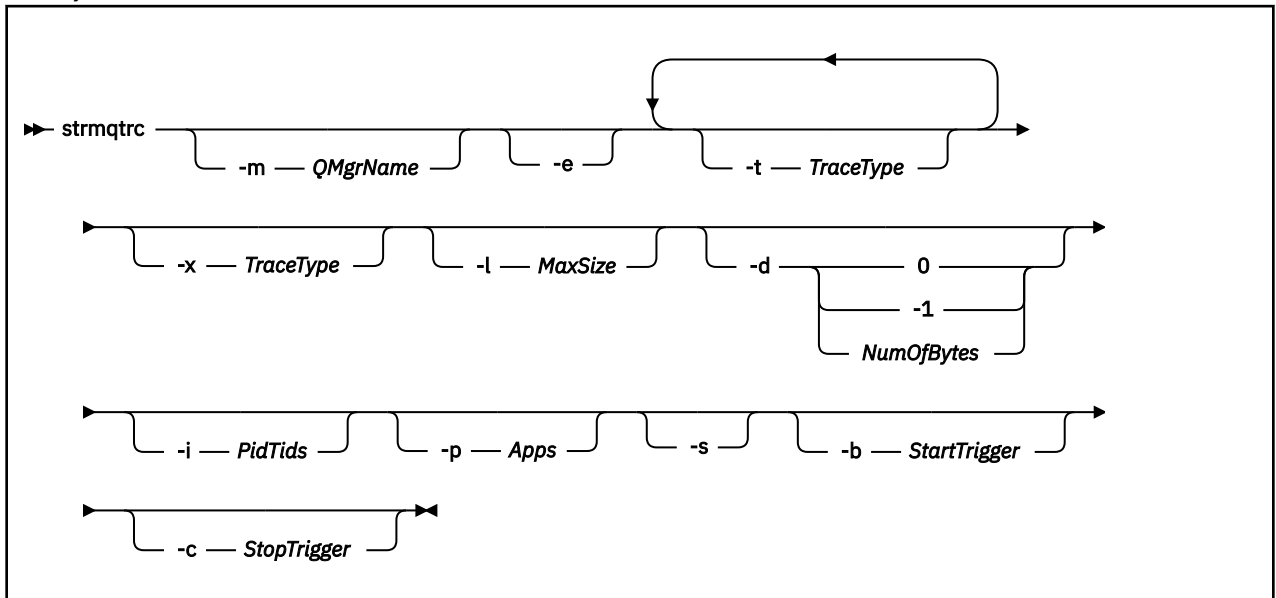 strmqtrc
-m QMgrName
-e
-t TraceType
-x TraceType
-l MaxSize
-d 0
-1
NumOfBytes
-i PidTids
-p Apps
-s
-b StartTrigger
-c StopTrigger